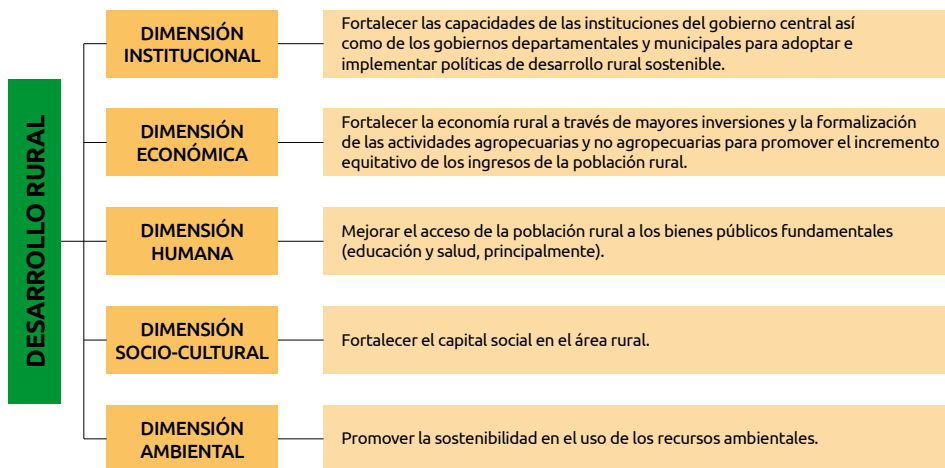 DESARROLLO RURAL
DIMENSIÓN
INSTITUCIONAL
Fortalecer las capacidades de las instituciones del gobierno central así
como de los gobiernos departamentales y municipales para adoptar e
implementar políticas de desarrollo rural sostenible.
DIMENSIÓN
ECONÓMICA
Fortalecer la economía rural a través de mayores inversiones y la formalización
de las actividades agropecuarias y no agropecuarias para promover el incremento
equitativo de los ingresos de la población rural.
DIMENSIÓN
HUMANA
Mejorar el acceso de la población rural a los bienes públicos fundamentales
(educación y salud, principalmente).
DIMENSIÓN
SOCIO-CULTURAL
Fortalecer el capital social en el área rural.
DIMENSIÓN
AMBIENTAL
Promover la sostenibilidad en el uso de los recursos ambientales.